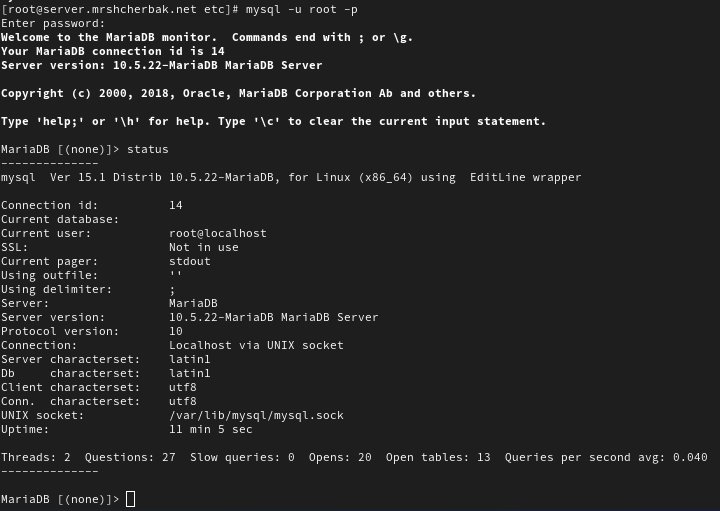 [root@server.mrshcherbak.net etc]# mysql -u root -p
Enter password:
Welcome to the MariaDB monitor.  Commands end with ; or \g.
Your MariaDB connection id is 14
Server version: 10.5.22-MariaDB MariaDB Server

Copyright (c) 2000, 2018, Oracle, MariaDB Corporation Ab and others.

Type 'help;' or '\h' for help. Type '\c' to clear the current input statement.

MariaDB [(none)]> status
--------------
mysql  Ver 15.1 Distrib 10.5.22-MariaDB, for Linux (x86_64) using  EditLine wrapper

Connection id:          14
Current database:
Current user:           root@localhost
SSL:                    Not in use
Current pager:          stdout
Using outfile:          ''
Using delimiter:        ;
Server:                 MariaDB
Server version:         10.5.22-MariaDB MariaDB Server
Protocol version:       10
Connection:             Localhost via UNIX socket
Server characterset:    latin1
Db     characterset:    latin1
Client characterset:    utf8
Conn.  characterset:    utf8
UNIX socket:            /var/lib/mysql/mysql.sock
Uptime:                 11 min 5 sec

Threads: 2  Questions: 27  Slow queries: 0  Opens: 20  Open tables: 13  Queries per second avg: 0.040
--------------

MariaDB [(none)]>